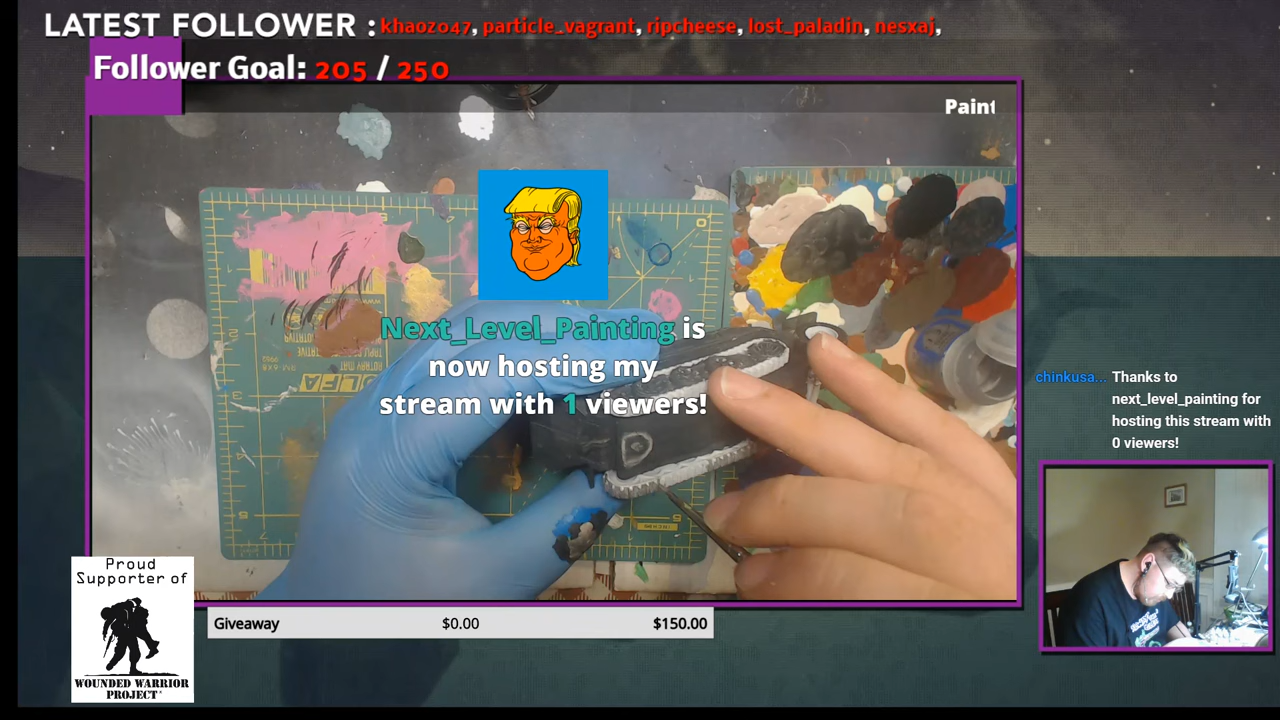 LATEST FOLLOWER : khaoz047, particle_vagrant, ripcheese, lost_paladin, nesxaj,
Follower Goal: 205 / 250
Paint
Next_Level_Painting is
now hosting my
stream with 1 viewers!
OLFA
chinkusa... Thanks to
next_level_painting for
hosting this stream with
0 viewers!
Proud
Supporter of
WOUNDED WARRIOR
PROJECT
Giveaway $0.00 $150.00